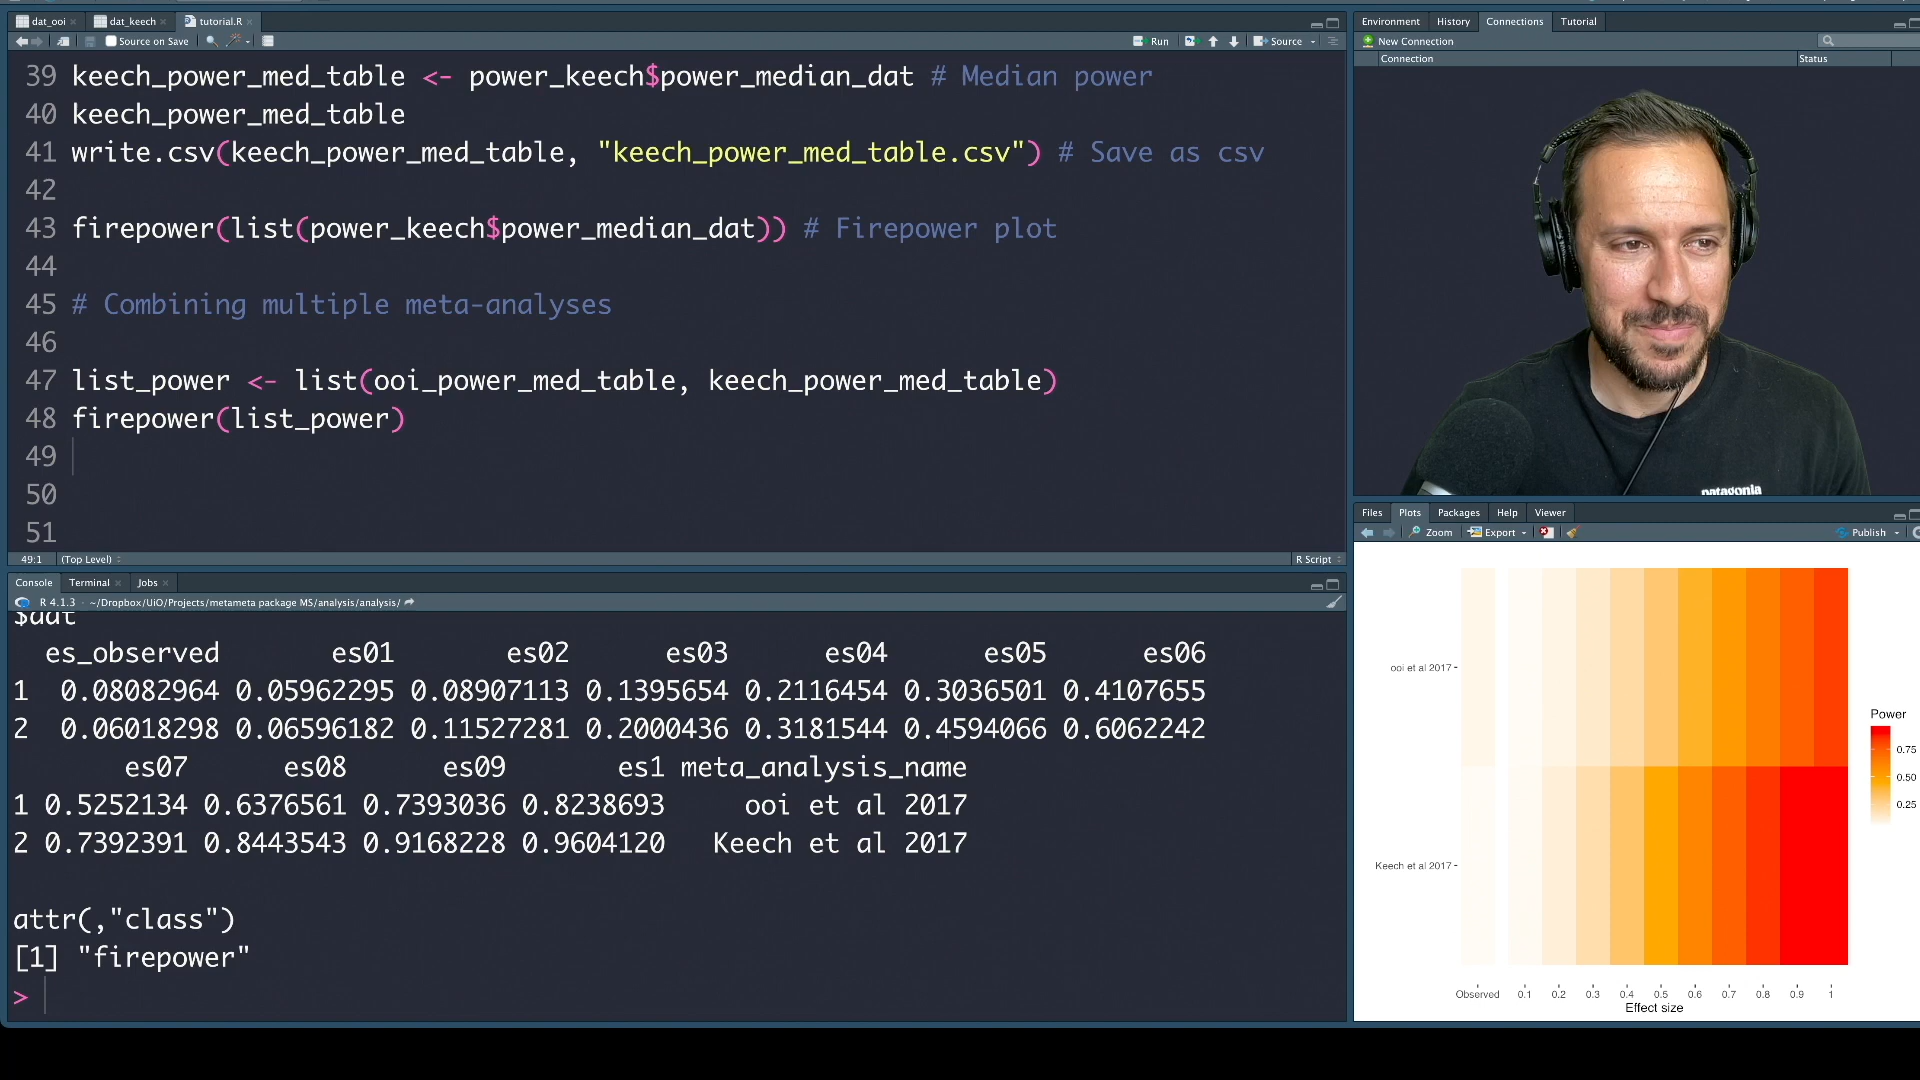 dat_ooi
dat_keech
tutorial.R
Source on Save
Run
Source
39 keech_power_med_table <- power_keech$power_median_dat # Median power
40 keech_power_med_table
41 write.csv(keech_power_med_table, "keech_power_med_table.csv") # Save as csv
42
43 firepower(list(power_keech$power_median_dat)) # Firepower plot
44
45 # Combining multiple meta-analyses
46
47 list_power <- list(ooi_power_med_table, keech_power_med_table)
48 firepower(list_power)
49
50
51
49:1 (Top Level) R Script
Console Terminal Jobs
R 4.1.3 · ~/Dropbox/UiO/Projects/metameta package MS/analysis/analysis/
$dat
es_observed es01 es02 es03 es04 es05 es06
1 0.08082964 0.05962295 0.08907113 0.1395654 0.2116454 0.3036501 0.4107655
2 0.06018298 0.06596182 0.11527281 0.2000436 0.3181544 0.4594066 0.6062242
es07 es08 es09 es1 meta_analysis_name
1 0.5252134 0.6376561 0.7393036 0.8238693 ooi et al 2017
2 0.7392391 0.8443543 0.9168228 0.9604120 Keech et al 2017
attr(,"class")
[1] "firepower"
>
Environment History Connections Tutorial
New Connection
Connection Status
patagonia
Files Plots Packages Help Viewer
Zoom Export Publish
ooi et al 2017
Keech et al 2017
Power
0.75
0.50
0.25
Observed 0.1 0.2 0.3 0.4 0.5 0.6 0.7 0.8 0.9 1
Effect size